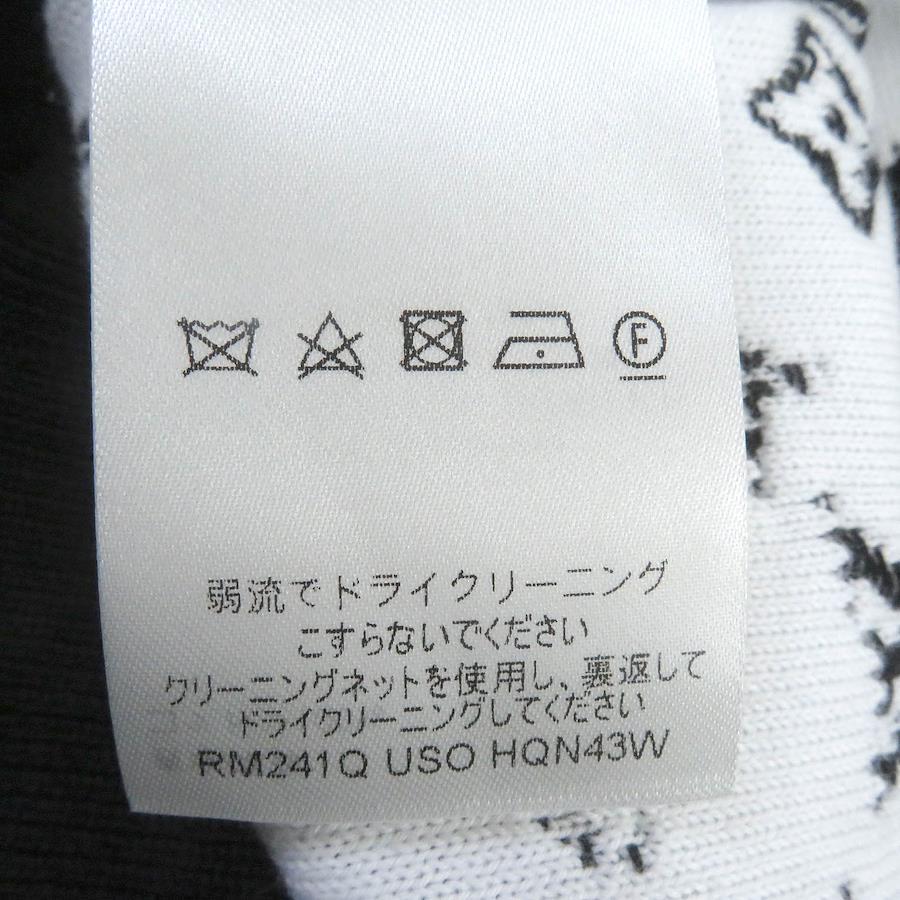 F
弱流でドライクリーニング
こすらないでください
クリーニングネットを使用し、裏返して
ドライクリーニングしてください
RM241Q USO HQN43W